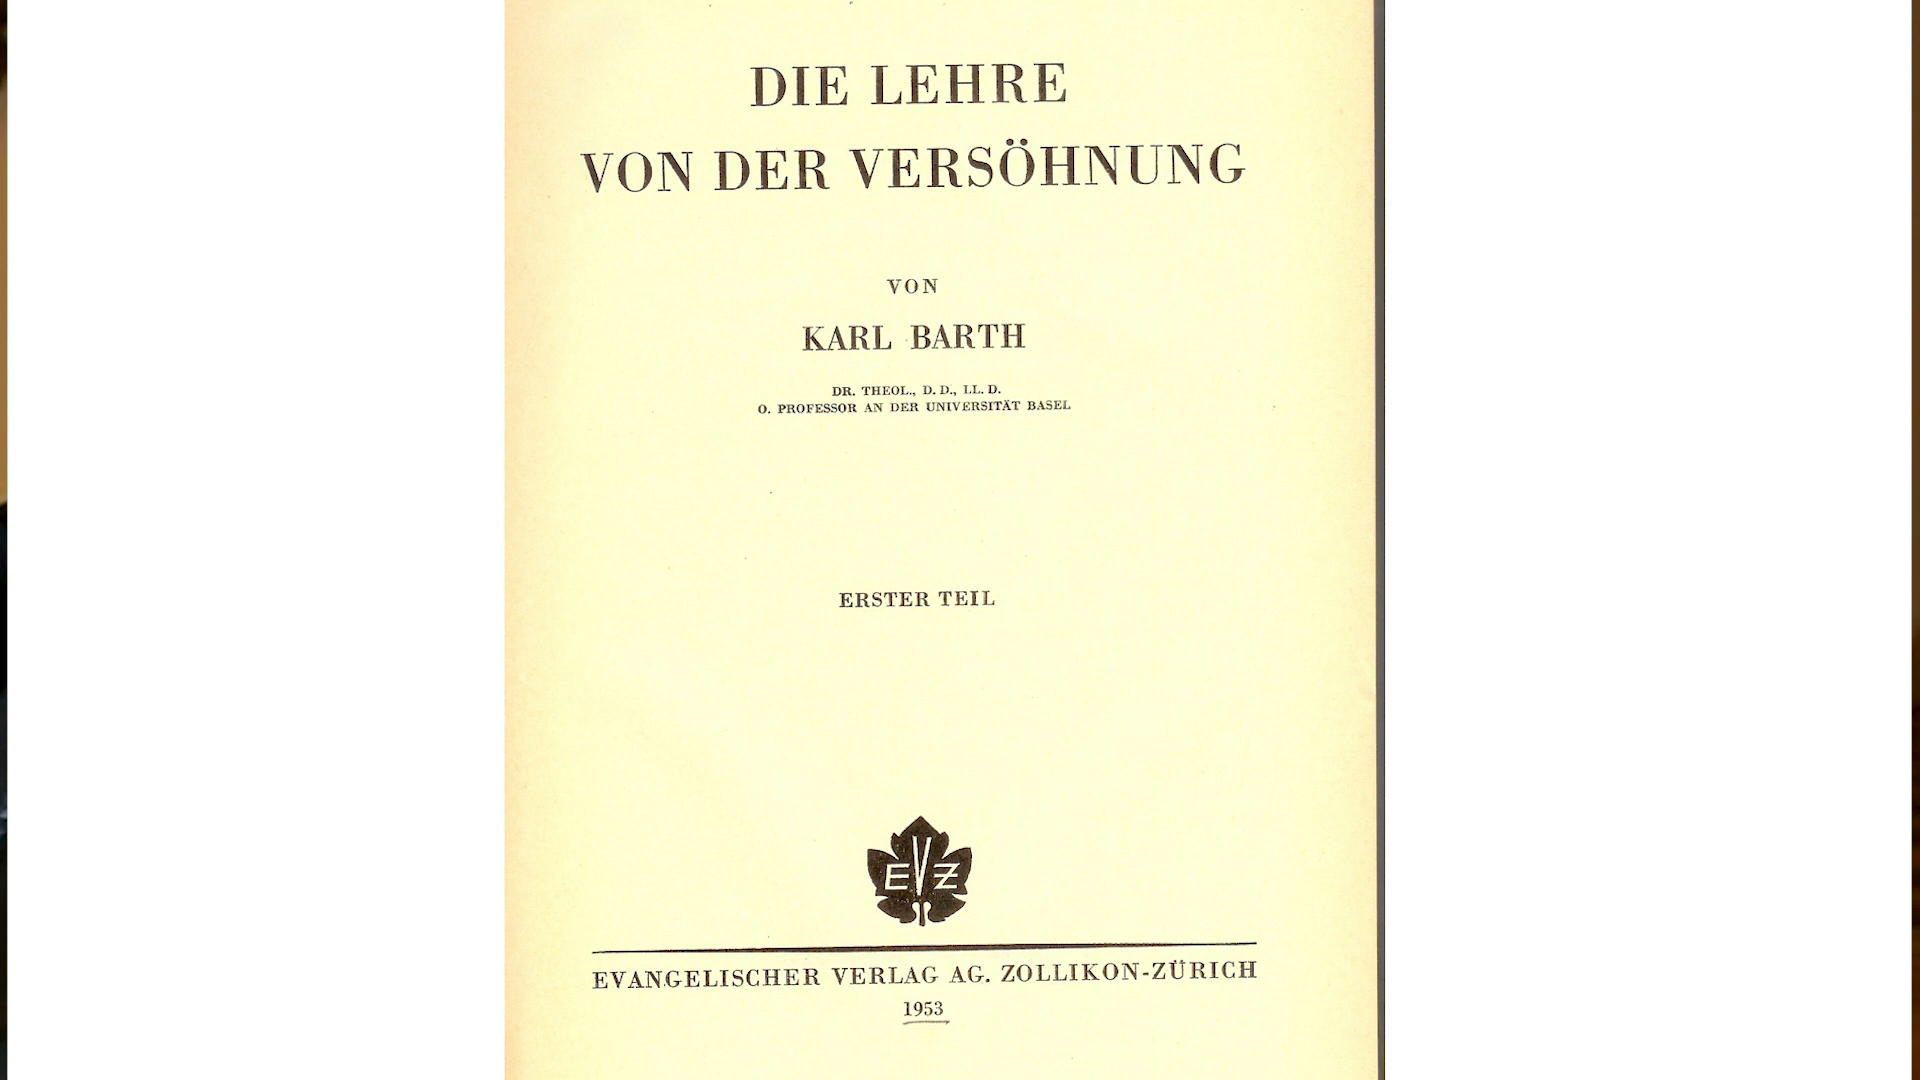 DIE LEHRE
VON DER VERSÖHNUNG
VON
KARL BARTH
DR. THEOL., D. D., LL. D.
O. PROFESSOR AN DER UNIVERSITÄT BASEL
ERSTER TEIL
EVZ
EVANGELISCHER VERLAG AG. ZOLLIKON-ZÜRICH
1953